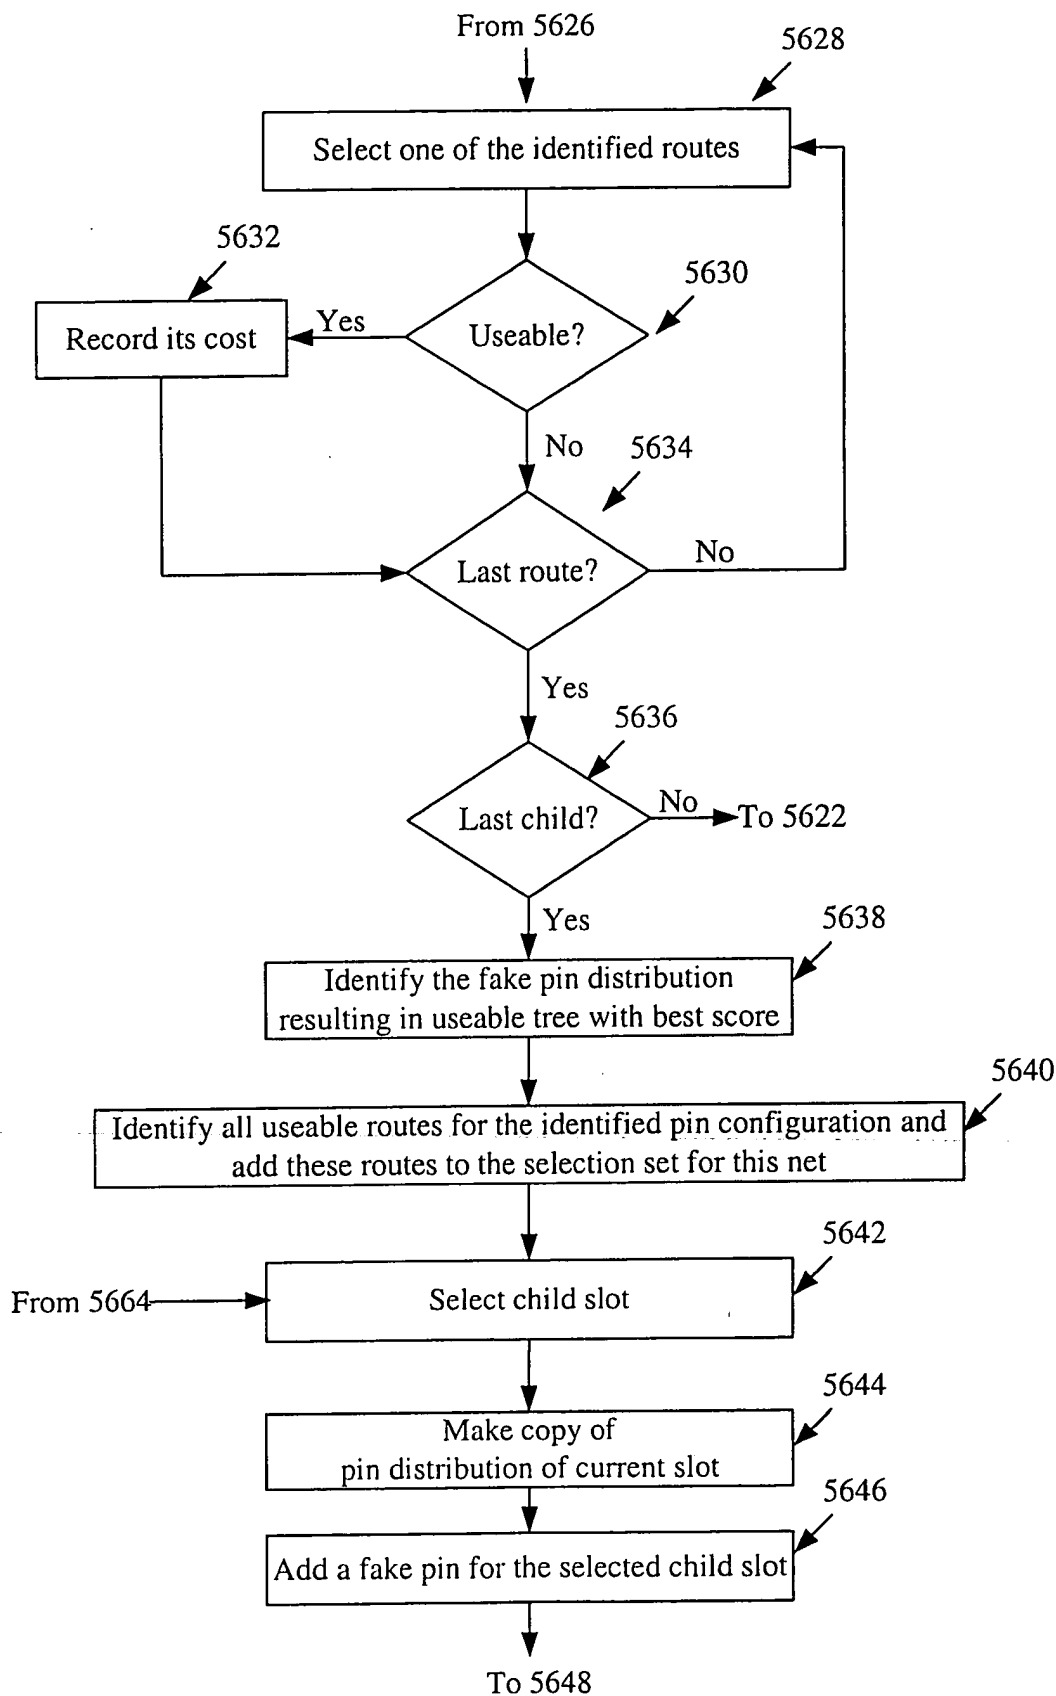 From 5626
5628
Select one of the identified routes
5632
5630
Record its cost
Yes
Useable?
No
5634
Last route?
No
Yes
5636
Last child?
No
To 5622
Yes
5638
Identify the fake pin distribution
resulting in useable tree with best score
5640
Identify all useable routes for the identified pin configuration and
add these routes to the selection set for this net
5642
From 5664
Select child slot
5644
Make copy of
pin distribution of current slot
5646
Add a fake pin for the selected child slot
To 5648